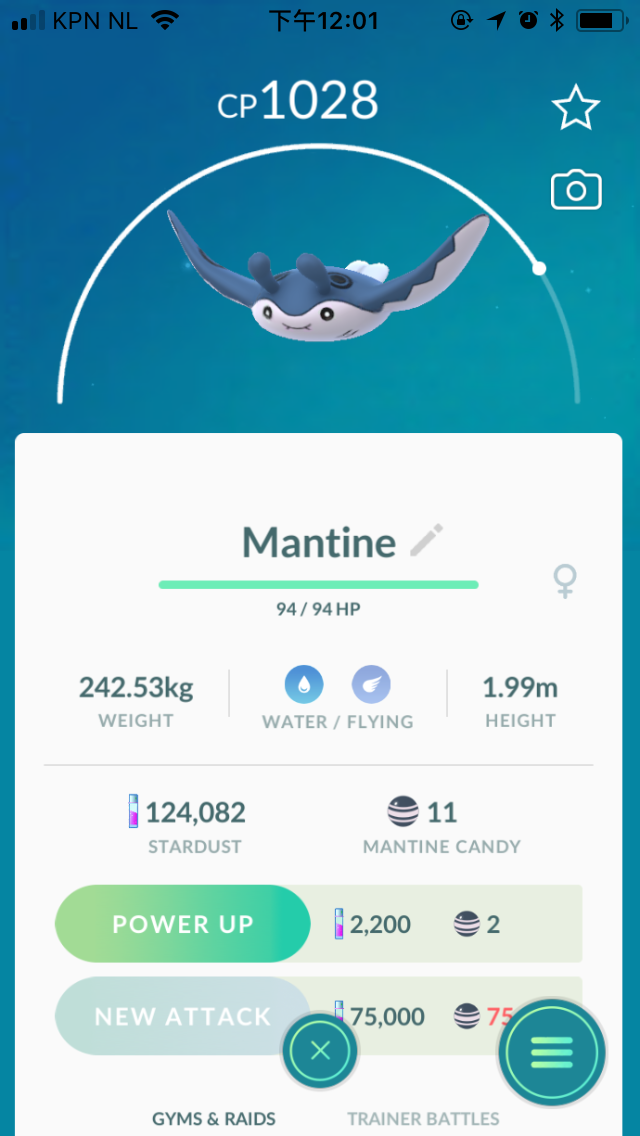 KPN NL 下午12:01
CP1028
Mantine
94 / 94 HP
242.53kg
WEIGHT
WATER / FLYING
1.99m
HEIGHT
124,082
STARDUST
11
MANTINE CANDY
POWER UP 2,200 2
NEW ATTACK 75,000 75
GYMS & RAIDS TRAINER BATTLES